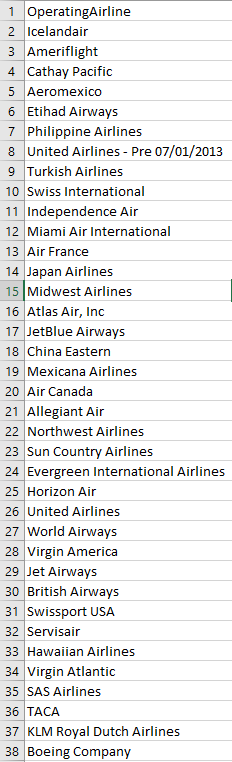 1 OperatingAirline
2 Icelandair
3 Ameriflight
4 Cathay Pacific
5 Aeromexico
6 Etihad Airways
7 Philippine Airlines
8 United Airlines - Pre 07/01/2013
9 Turkish Airlines
10 Swiss International
11 Independence Air
12 Miami Air International
13 Air France
14 Japan Airlines
15 Midwest Airlines
16 Atlas Air, Inc
17 JetBlue Airways
18 China Eastern
19 Mexicana Airlines
20 Air Canada
21 Allegiant Air
22 Northwest Airlines
23 Sun Country Airlines
24 Evergreen International Airlines
25 Horizon Air
26 United Airlines
27 World Airways
28 Virgin America
29 Jet Airways
30 British Airways
31 Swissport USA
32 Servisair
33 Hawaiian Airlines
34 Virgin Atlantic
35 SAS Airlines
36 TACA
37 KLM Royal Dutch Airlines
38 Boeing Company